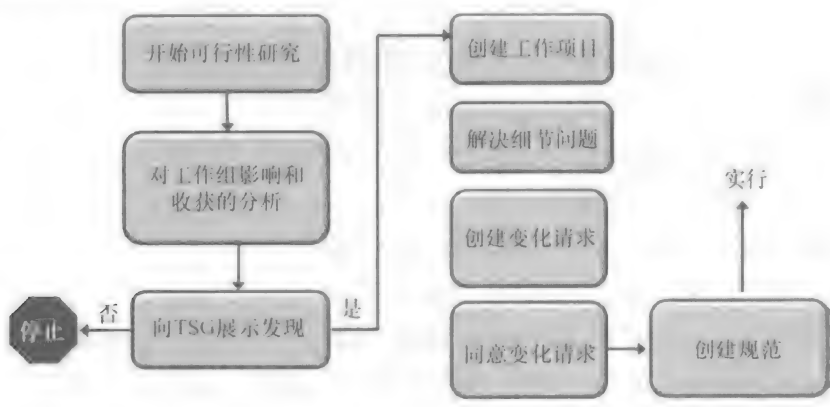 开始可行性研究
对工作组影响和
收获的分析
向TSG展示发现
否
停止
是
创建工作项目
解决细节问题
创建变化请求
同意变化请求
创建规范
实行